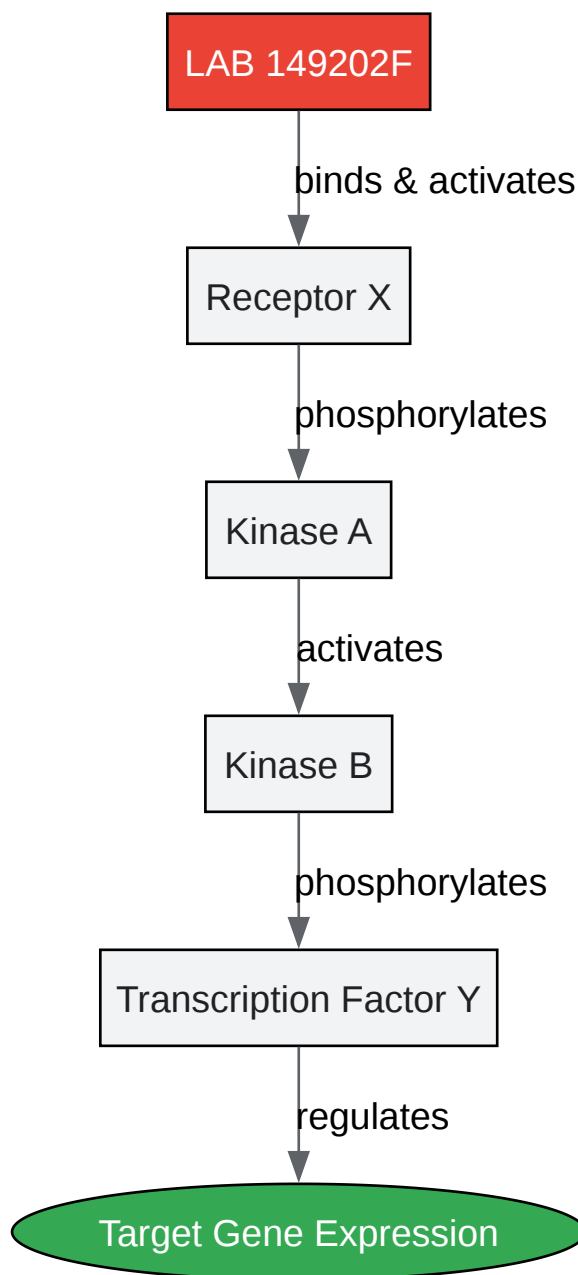 LAB 149202F
binds & activates
Receptor X
phosphorylates
Kinase A
activates
Kinase B
phosphorylates
Transcription Factor Y
regulates
Target Gene Expression